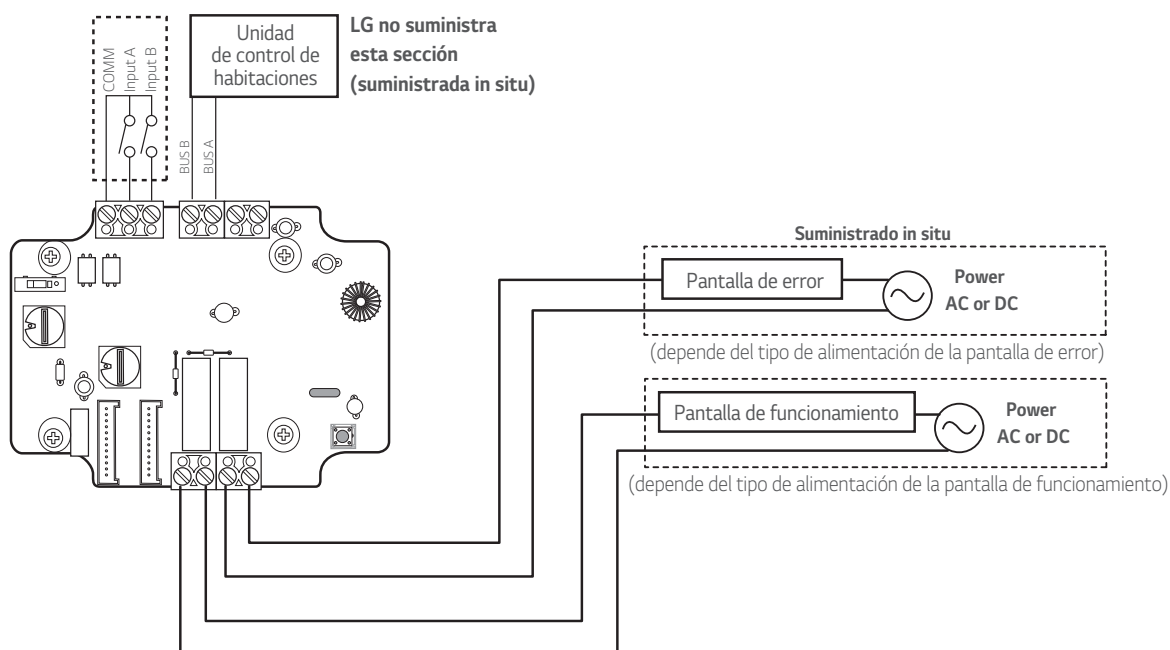 COMM
Input A
Input B
Unidad
de control de
habitaciones
LG no suministra
esta sección
(suministrada in situ)
BUS B
BUS A
Suministrado in situ
Pantalla de error
Power
AC or DC
(depende del tipo de alimentación de la pantalla de error)
Pantalla de funcionamiento
Power
AC or DC
(depende del tipo de alimentación de la pantalla de funcionamiento)